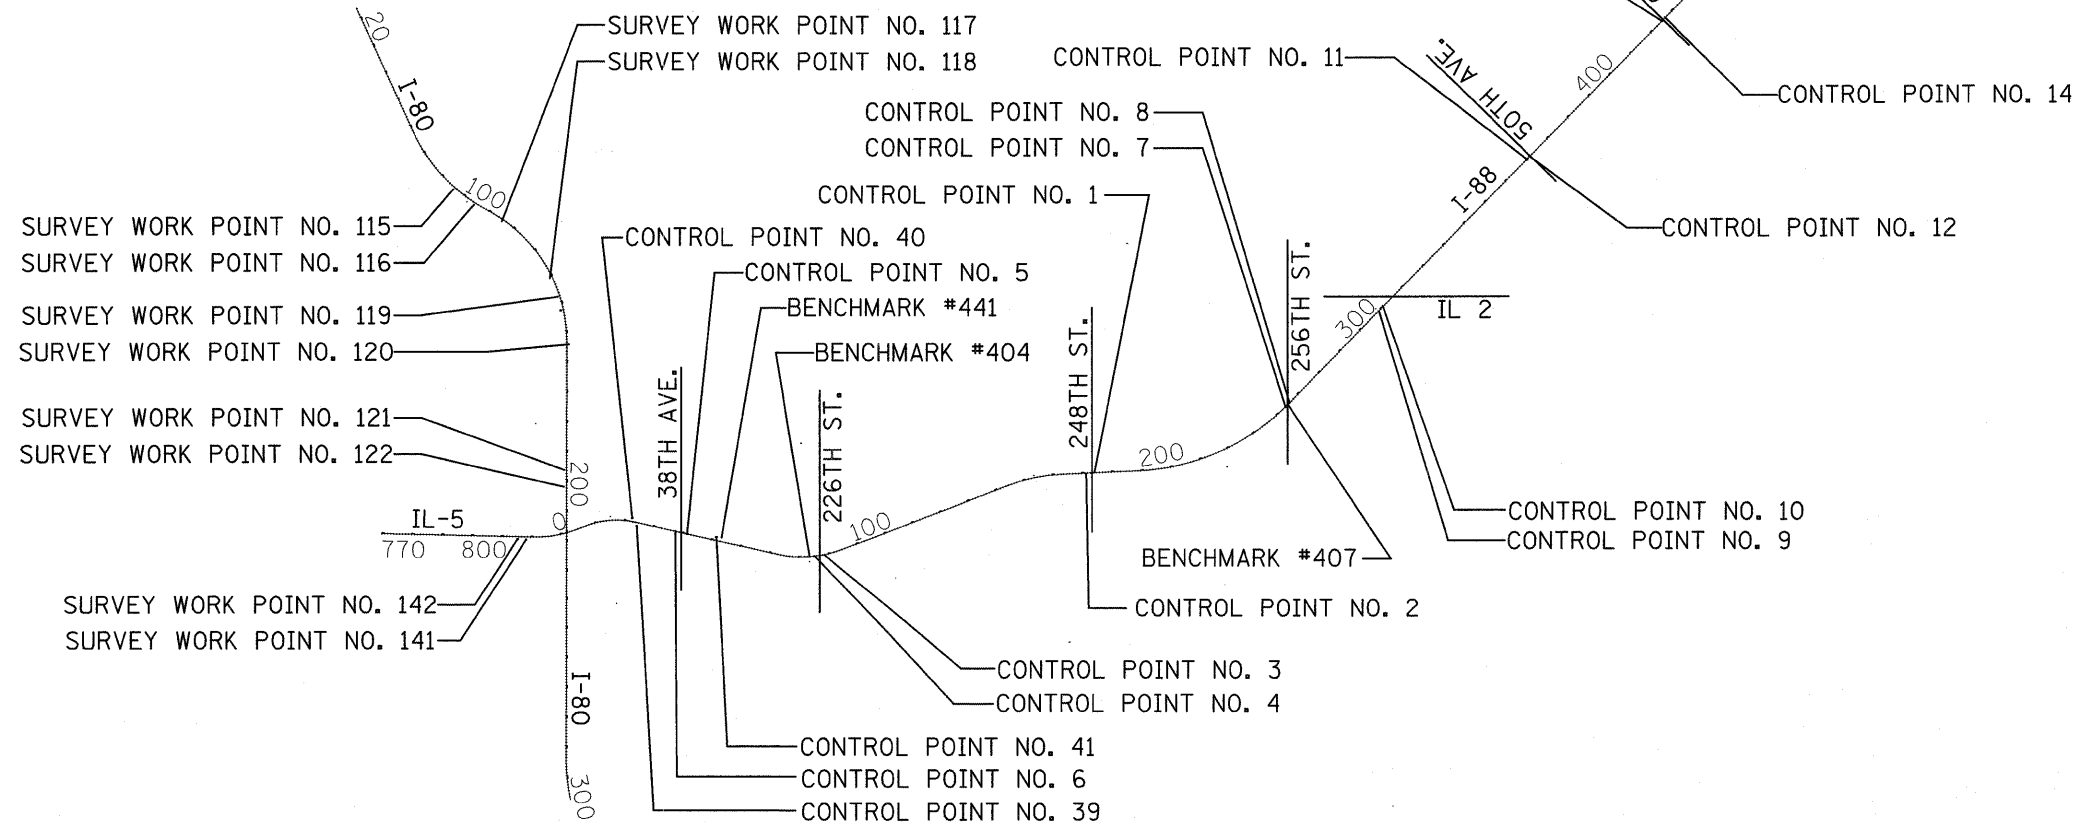 20
I-80
SURVEY WORK POINT NO. 117
SURVEY WORK POINT NO. 118
CONTROL POINT NO. 11
50TH AVE.
400
CONTROL POINT NO. 14
CONTROL POINT NO. 8
CONTROL POINT NO. 7
CONTROL POINT NO. 1
100
I-88
SURVEY WORK POINT NO. 115
SURVEY WORK POINT NO. 116
CONTROL POINT NO. 40
CONTROL POINT NO. 12
CONTROL POINT NO. 5
256TH ST.
BENCHMARK #441
SURVEY WORK POINT NO. 119
300
IL 2
SURVEY WORK POINT NO. 120
BENCHMARK #404
248TH ST.
38TH AVE.
226TH ST.
SURVEY WORK POINT NO. 121
SURVEY WORK POINT NO. 122
200
200
IL-5
0
100
770
800
CONTROL POINT NO. 10
CONTROL POINT NO. 9
BENCHMARK #407
SURVEY WORK POINT NO. 142
CONTROL POINT NO. 2
SURVEY WORK POINT NO. 141
CONTROL POINT NO. 3
CONTROL POINT NO. 4
I-80
CONTROL POINT NO. 41
CONTROL POINT NO. 6
300
CONTROL POINT NO. 39